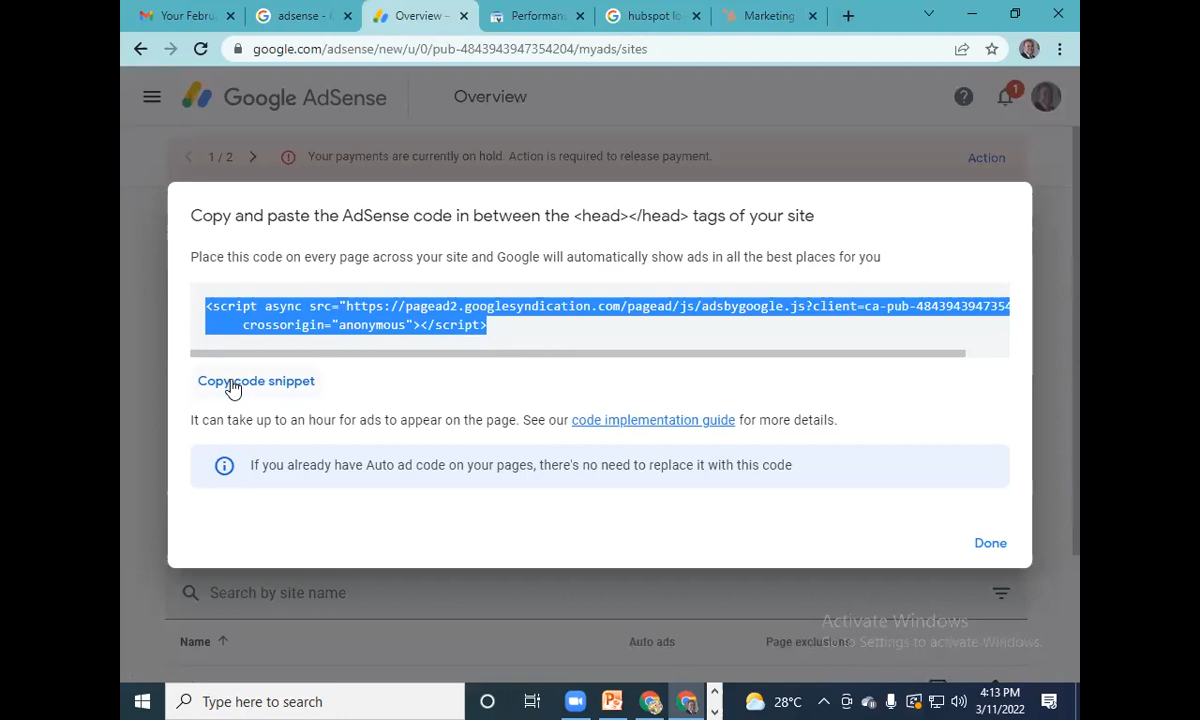 Your Febru
adsense - G
Overview –
Performan
hubspot lo
Marketing
google.com/adsense/new/u/0/pub-4843943947354204/myads/sites
Google AdSense
Overview
1
1 / 2
Your payments are currently on hold. Action is required to release payment.
Action
Copy and paste the AdSense code in between the <head></head> tags of your site
Place this code on every page across your site and Google will automatically show ads in all the best places for you
<script async src="https://pagead2.googlesyndication.com/pagead/js/adsbygoogle.js?client=ca-pub-4843943947354
crossorigin="anonymous"></script>
Copy code snippet
It can take up to an hour for ads to appear on the page. See our code implementation guide for more details.
If you already have Auto ad code on your pages, there's no need to replace it with this code
Done
Search by site name
Activate Windows
Go to Settings to activate Windows.
Name
Auto ads
Page exclusions
Type here to search
28°C
4:13 PM
3/11/2022